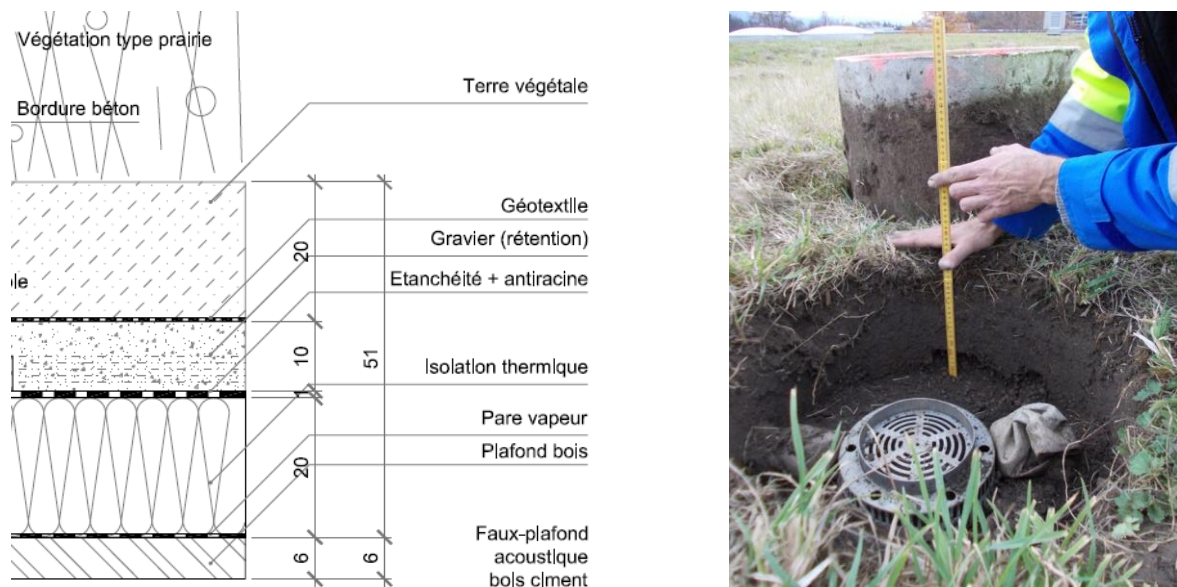 Végétation type prairie
Bordure béton
Terre végétale
Géotextile
Gravier (rétention)
Etanchéité + antiracine
ole
Isolation thermique
Pare vapeur
Plafond bois
Faux-plafond
acoustique
bois ciment
20
10
1
20
6
51
6